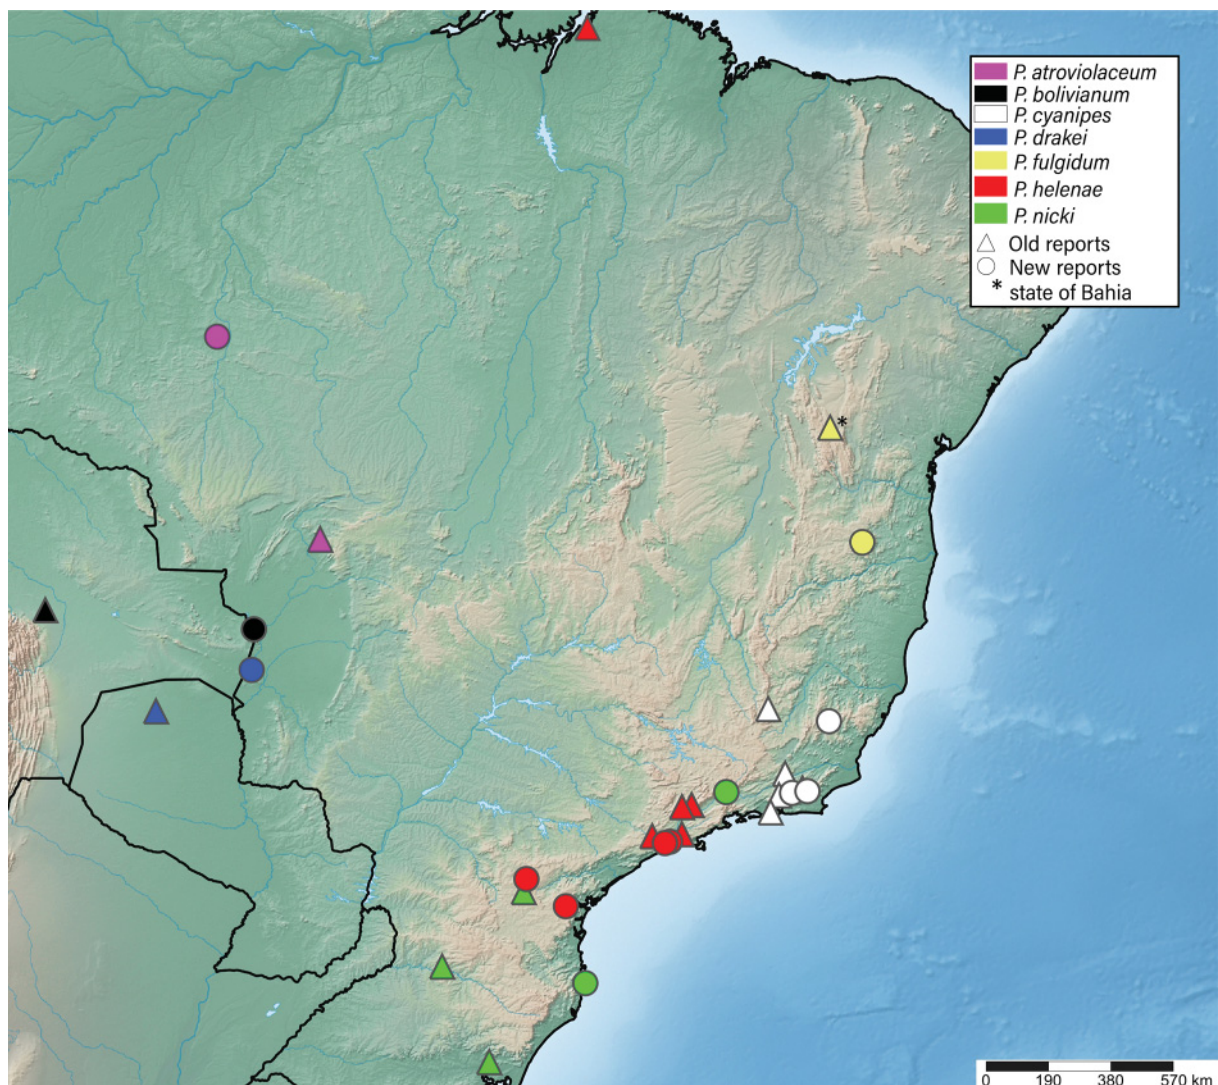 P. atroviolaceum
P. bolivianum
P. cyanipes
P. drakei
P. fulgidum
P. helenae
P. nicki
Old reports
New reports
* state of Bahia
*
0 190 380 570 km